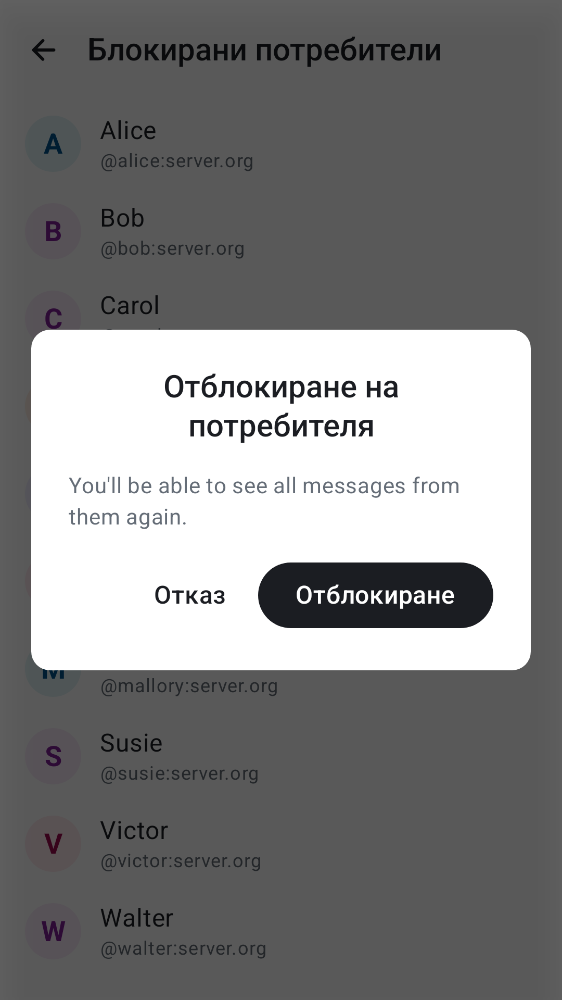 Блокирани потребители
A
Alice
@alice:server.org
B
Bob
@bob:server.org
C
Carol
Отблокиране на
потребителя
You'll be able to see all messages from
them again.
Отказ
Отблокиране
M
@mallory:server.org
S
Susie
@susie:server.org
V
Victor
@victor:server.org
W
Walter
@walter:server.org